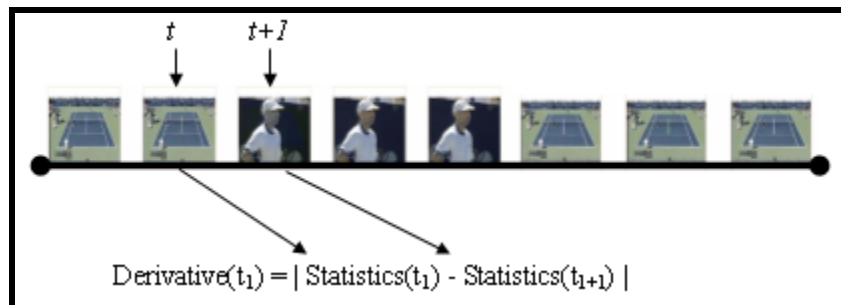 t t+1
Derivative(t₁) = | Statistics(t₁) - Statistics(t₁₊₁) |